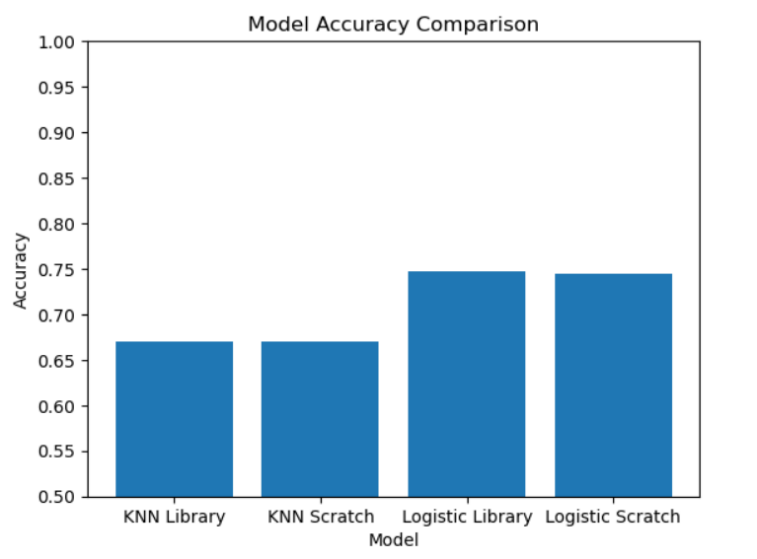 Model Accuracy Comparison
1.00
0.95
0.90
0.85
0.80
0.75
0.70
0.65
0.60
0.55
0.50
Accuracy
KNN Library KNN Scratch Logistic Library Logistic Scratch
Model